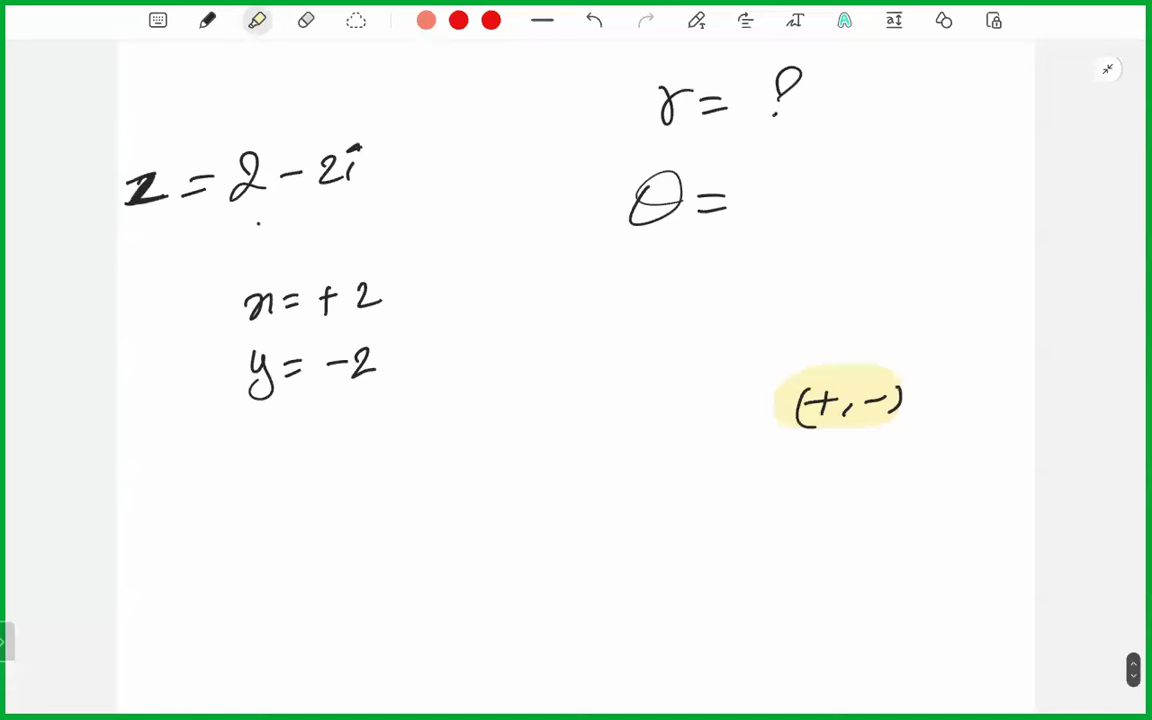 r = ?
z = 2 - 2i
θ =
x = + 2
y = - 2
(+, -)